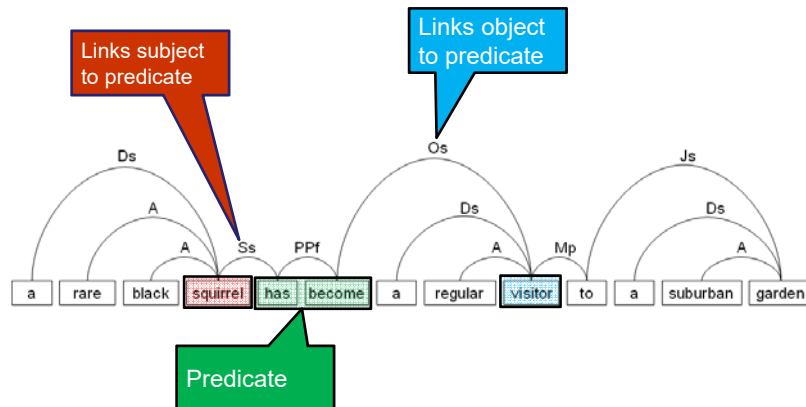 Links subject
to predicate
Links object
to predicate
Os
Ds
Js
A
Ds
Ds
A
Ss
PPf
A
Mp
A
a rare black squirrel has become a regular visitor to a suburban garden
Predicate